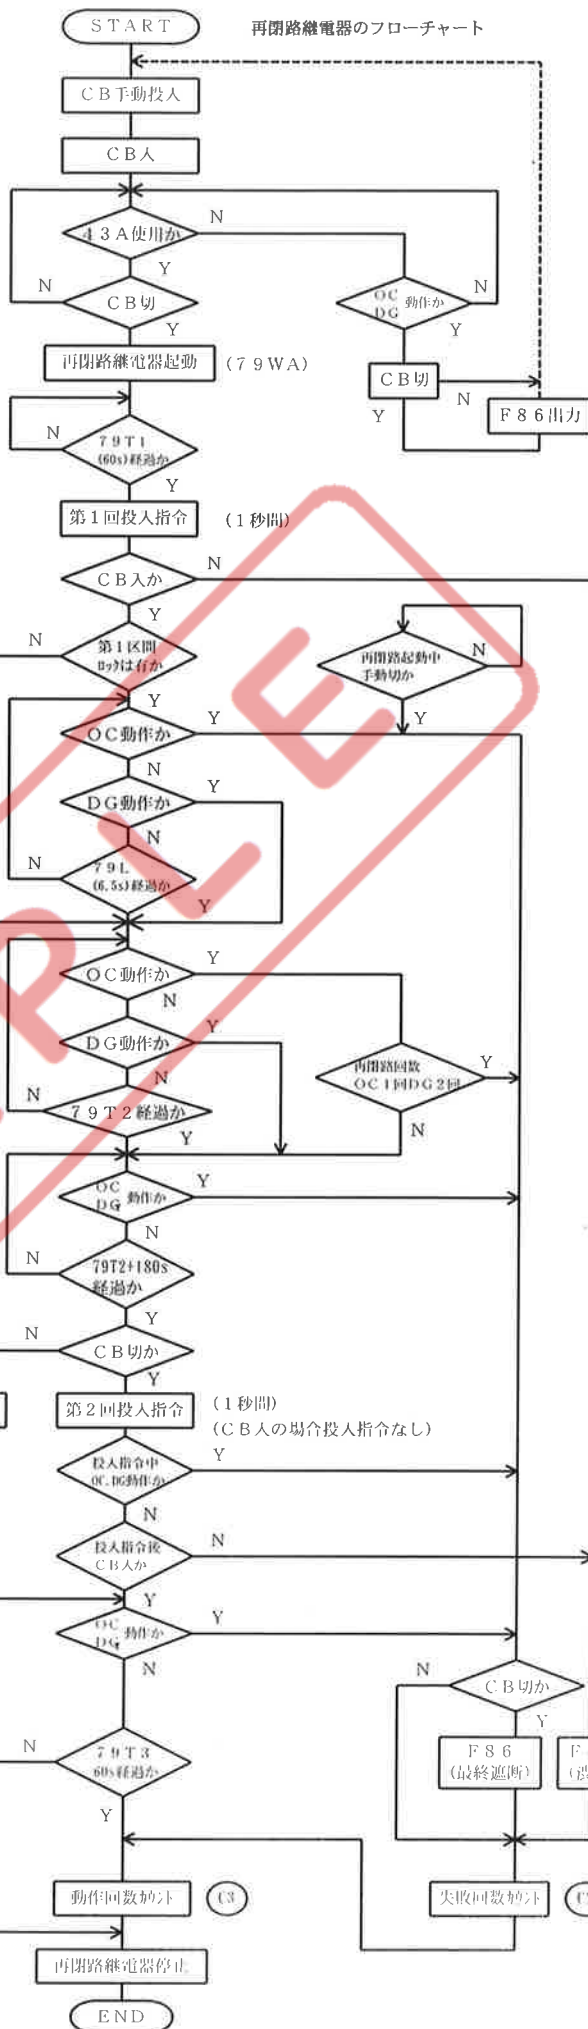 START
再閉路継電器のフローチャート
CB手動投入
CB入
43A使用か
N
Y
N
CB切
Y
OC
DG 動作か
N
Y
再閉路継電器起動
(79WA)
CB切
N
Y
F86出力
N
79T1
(60s)経過か
Y
第1回投入指令
(1秒間)
CB入か
N
Y
N
第1区間
ロックは有か
Y
再閉路起動中
手動切か
N
Y
OC動作か
Y
N
DG動作か
Y
N
N
79L
(6.5s)経過か
Y
OC動作か
Y
N
DG動作か
Y
N
再閉路回数
OC1回DG2回
Y
N
N
79T2経過か
Y
OC
DG 動作か
Y
N
N
79T2+180s
経過か
Y
N
CB切か
Y
第2回投入指令
(1秒間)
(CB入の場合投入指令なし)
投入指令中
OC.DG動作か
Y
N
投入指令後
CB入か
N
Y
OC
DG 動作か
Y
N
N
CB切か
Y
N
79T3
60s経過か
Y
F86
(最終遮断)
動作回数カウント
C3
失敗回数カウント
再閉路継電器停止
END
PLE